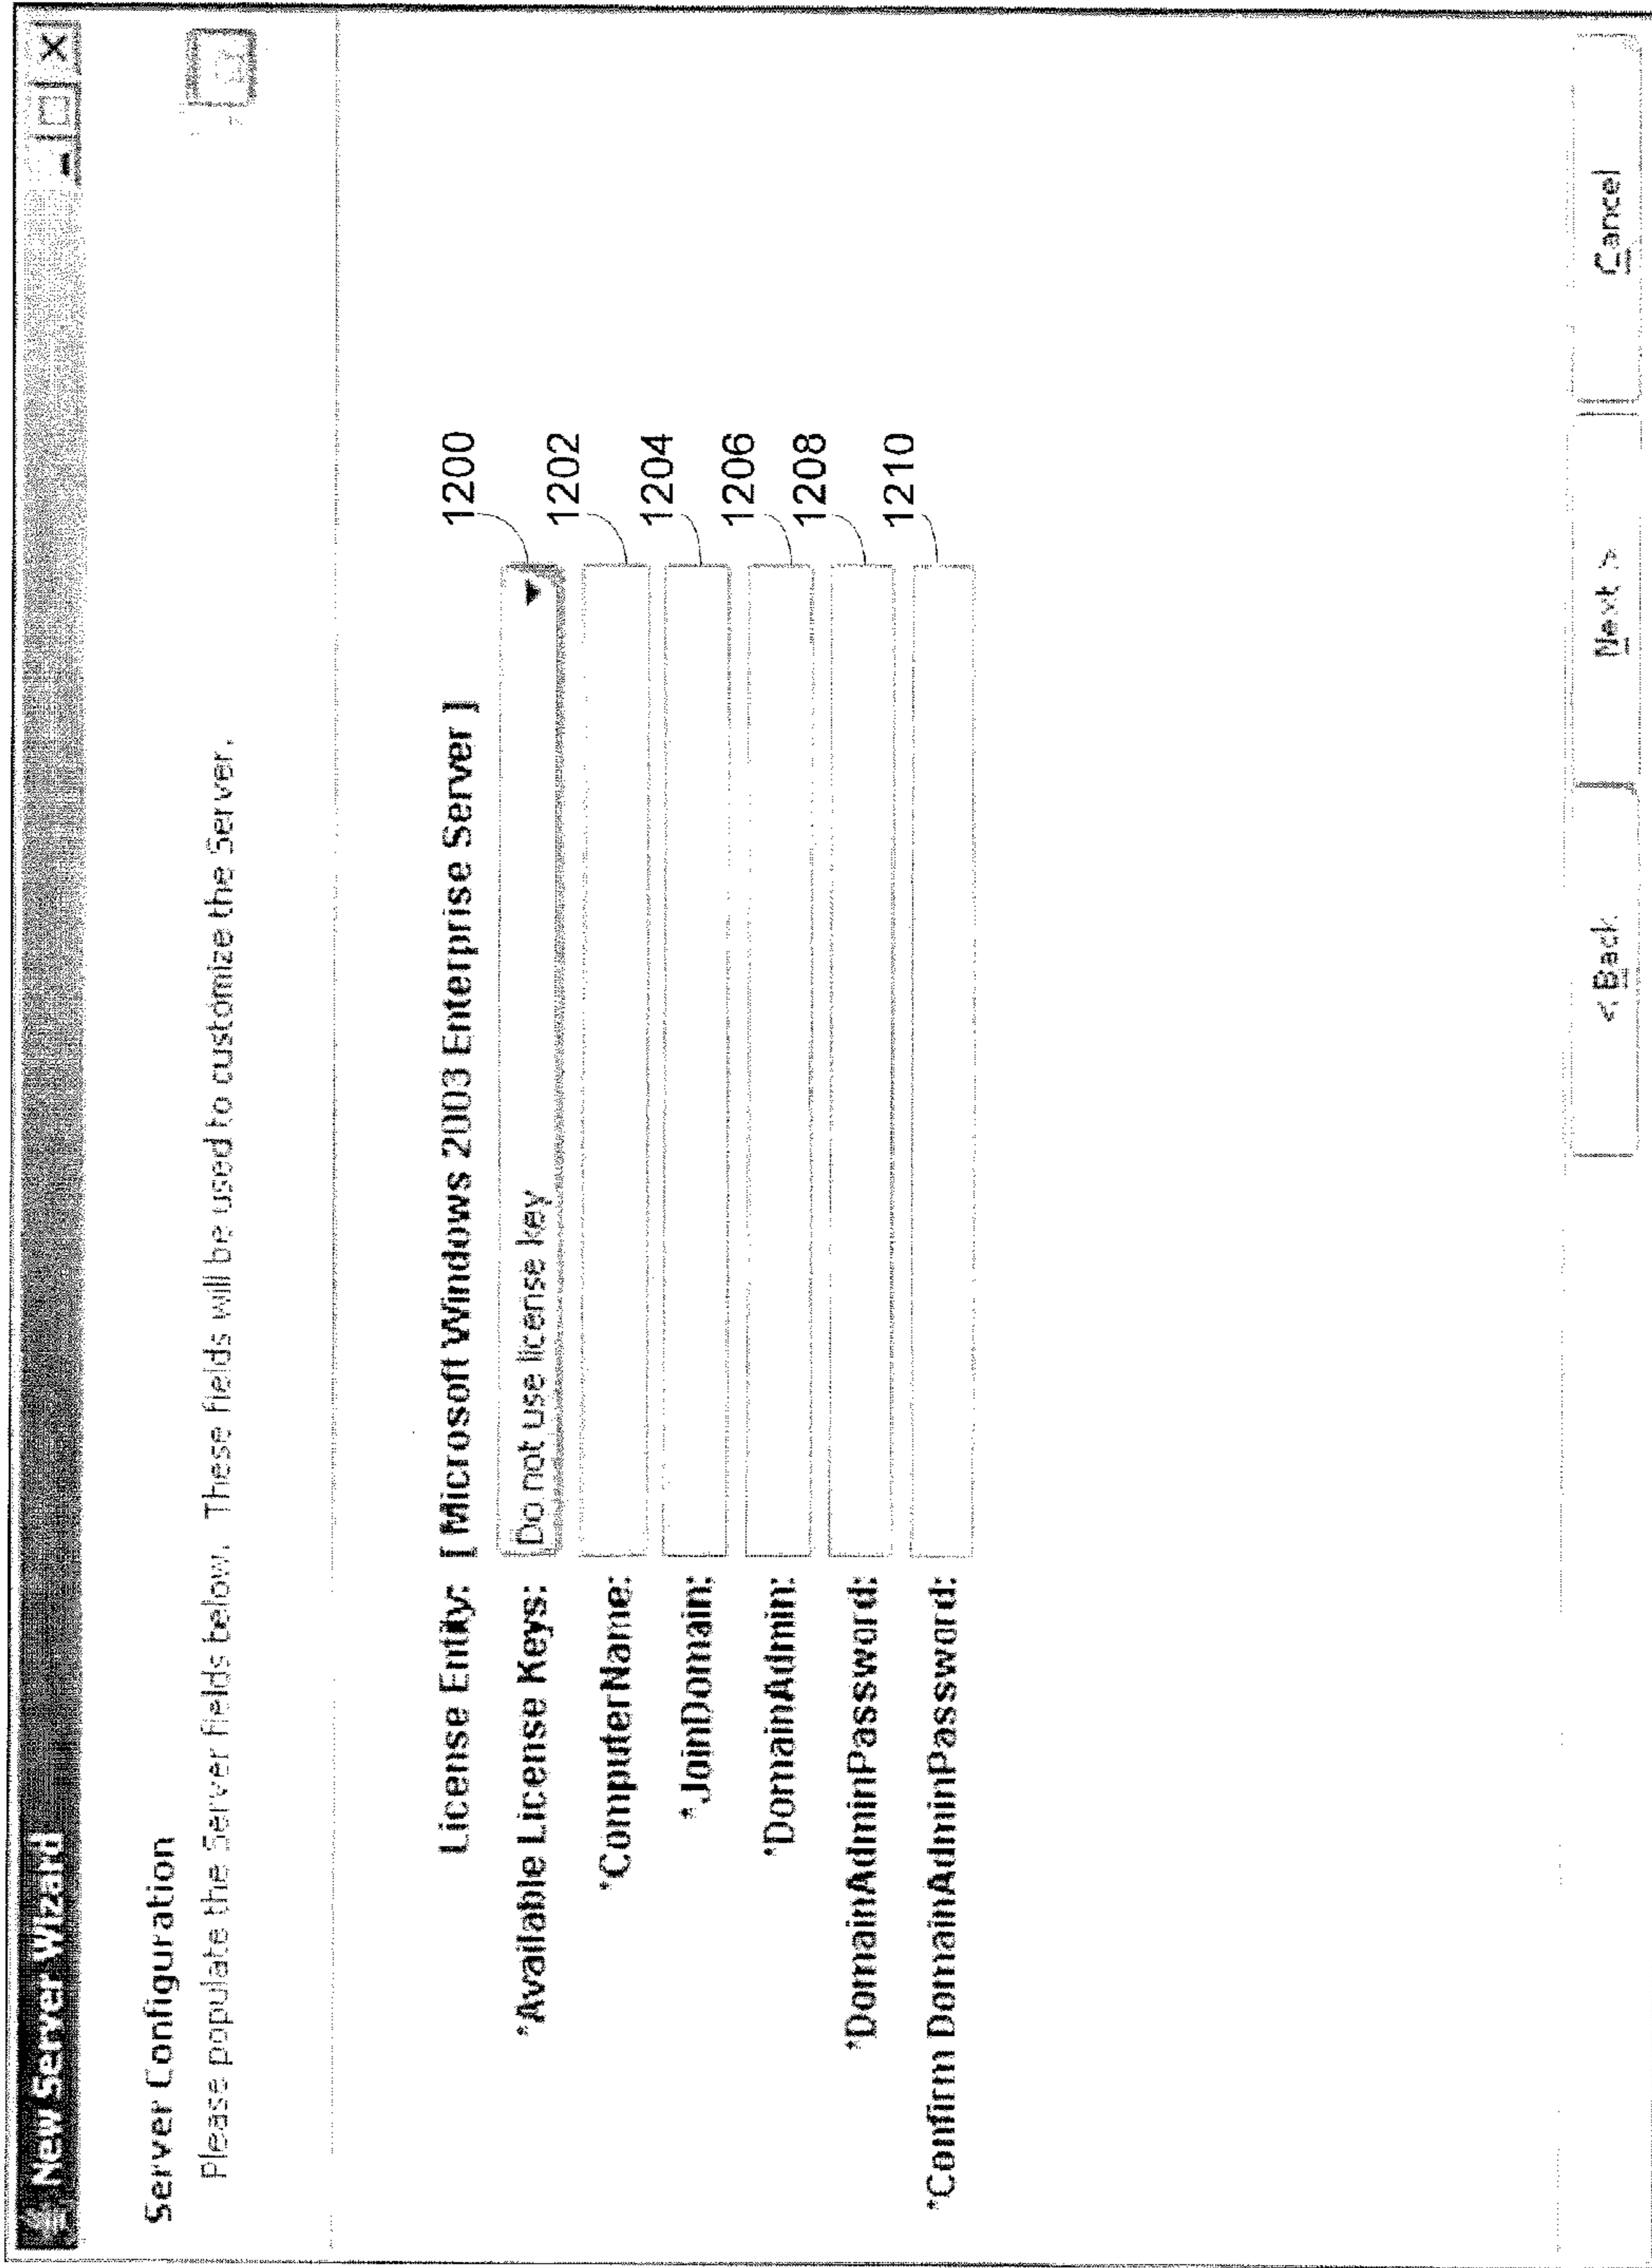 New Server Wizard
Server Configuration
Please populate the Server fields below. These fields will be used to customize the Server.
License Entity: [ Microsoft Windows 2003 Enterprise Server ]
1200
*Available License Keys: Do not use license key
1202
*ComputerName:
1204
*JoinDomain:
1206
*DomainAdmin:
1208
*DomainAdminPassword:
1210
*Confirm DomainAdminPassword:
< Back Next > Cancel